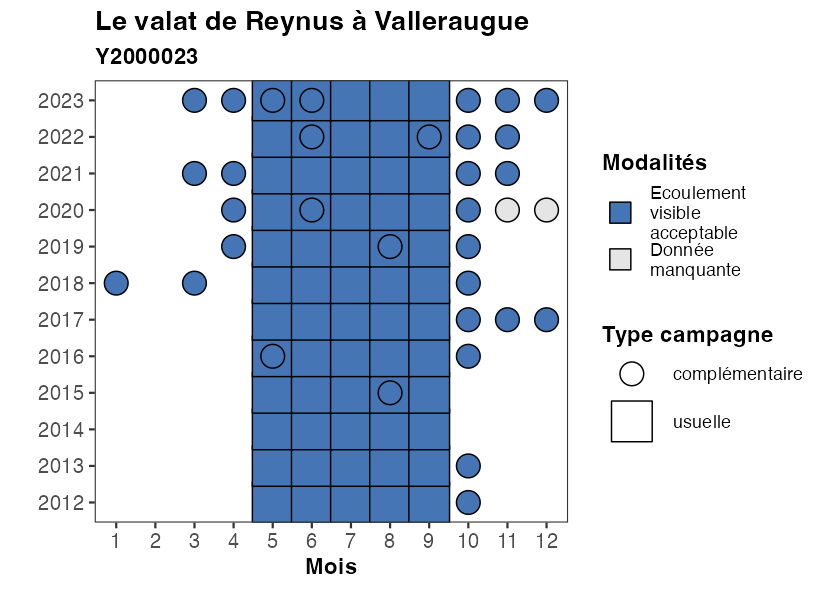 Le valat de Reynus à Valleraugue
Y2000023
2023
2022
2021
2020
2019
2018
2017
2016
2015
2014
2013
2012
1 2 3 4 5 6 7 8 9 10 11 12
Mois
Modalités
Ecoulement
visible
acceptable
Donnée
manquante
Type campagne
complémentaire
usuelle